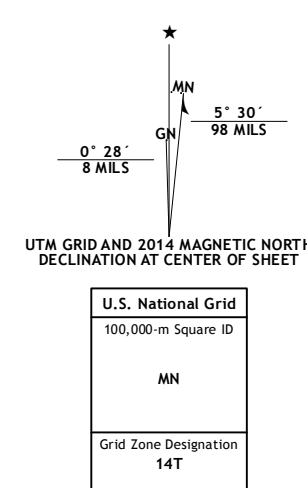 ★
MN
GN
5° 30´
98 MILS
0° 28´
8 MILS
UTM GRID AND 2014 MAGNETIC NORTH
DECLINATION AT CENTER OF SHEET
U.S. National Grid
100,000-m Square ID
MN
Grid Zone Designation
14T